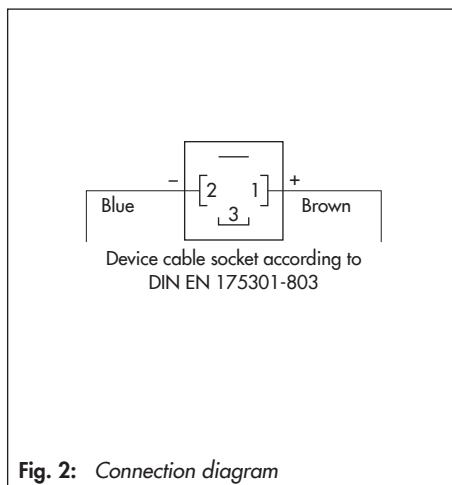 – +
2 1
Blue Brown
3
Device cable socket according to
DIN EN 175301-803
Fig. 2: Connection diagram